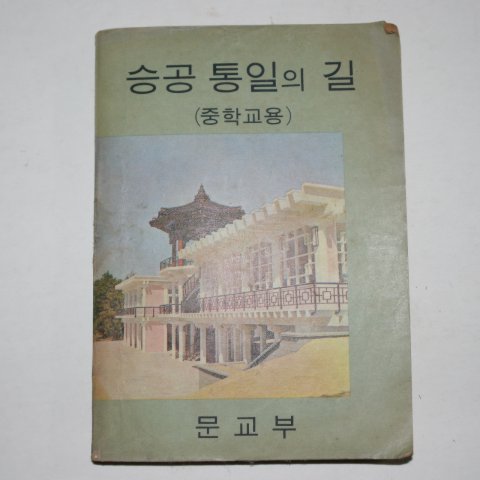 승공 통일의 길
(중학교용)
문교부